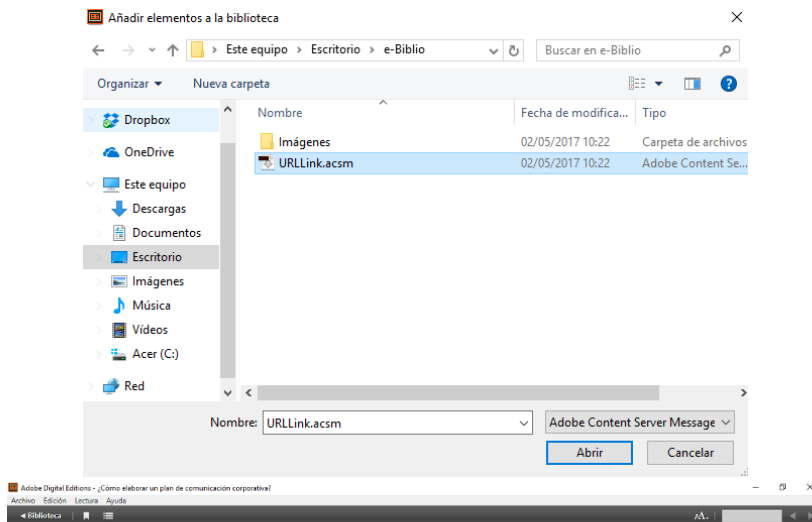 Añadir elementos a la biblioteca
Este equipo > Escritorio > e-Biblio
Buscar en e-Biblio
Organizar
Nueva carpeta
Nombre
Fecha de modifica...
Tipo
Dropbox
OneDrive
Este equipo
Descargas
Documentos
Escritorio
Imágenes
Música
Vídeos
Acer (C:)
Red
Imágenes 02/05/2017 10:22 Carpeta de archivos
URLLink.acsm 02/05/2017 10:22 Adobe Content Se...
Nombre: URLLink.acsm
Adobe Content Server Message
Abrir
Cancelar
Adobe Digital Editions - ¿Cómo elaborar un plan de comunicación corporativa?
Archivo Edición Lectura Ayuda
Biblioteca
AA